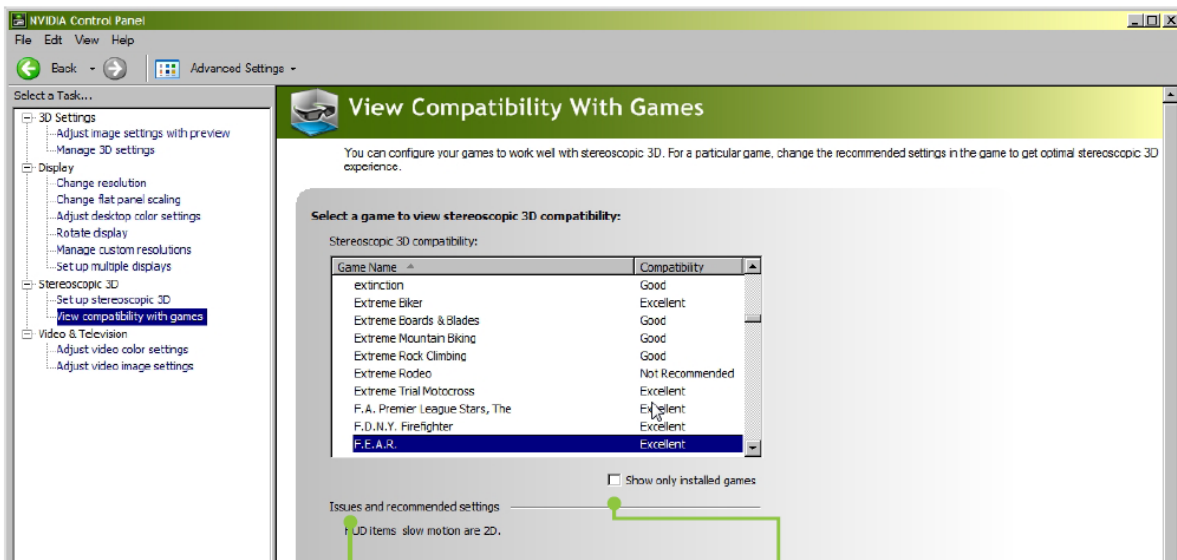 NVIDIA Control Panel
File Edit View Help
Back Advanced Settings
Select a Task...
3D Settings
Adjust image settings with preview
Manage 3D settings
Display
Change resolution
Change flat panel scaling
Adjust desktop color settings
Rotate display
Manage custom resolutions
Set up multiple displays
Stereoscopic 3D
Set up stereoscopic 3D
View compatibility with games
Video & Television
Adjust video color settings
Adjust video image settings
View Compatibility With Games
You can configure your games to work well with stereoscopic 3D. For a particular game, change the recommended settings in the game to get optimal stereoscopic 3D
experience.
Select a game to view stereoscopic 3D compatibility:
Stereoscopic 3D compatibility:
Game Name Compatibility
extinction Good
Extreme Biker Excellent
Extreme Boards & Blades Good
Extreme Mountain Biking Good
Extreme Rock Climbing Good
Extreme Rodeo Not Recommended
Extreme Trial Motocross Excellent
F.A. Premier League Stars, The Excellent
F.D.N.Y. Firefighter Excellent
F.E.A.R. Excellent
Show only installed games
Issues and recommended settings
HUD items slow motion are 2D.